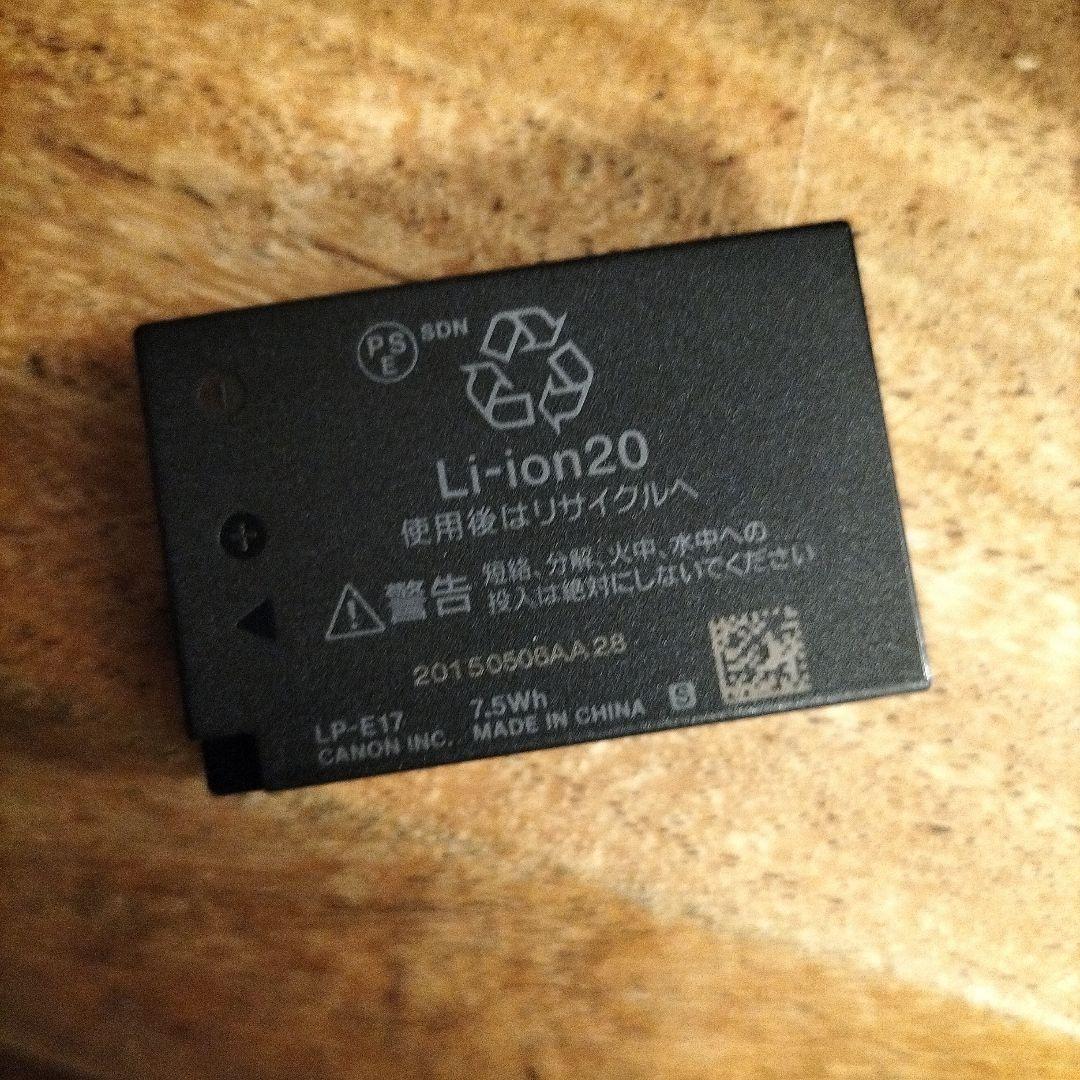 PSE SDN
Li-ion20
使用後はリサイクルへ
警告 短絡、分解、火中、水中への
投入は絶対にしないでください
20150506AA28
LP-E17 7.5Wh
CANON INC. MADE IN CHINA S